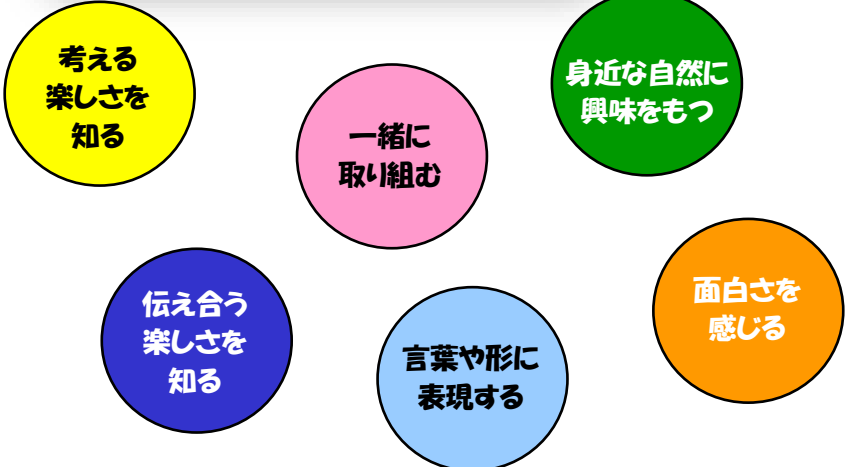 考える
楽しさを
知る
一緒に
取り組む
身近な自然に
興味をもつ
伝え合う
楽しさを
知る
言葉や形に
表現する
面白さを
感じる